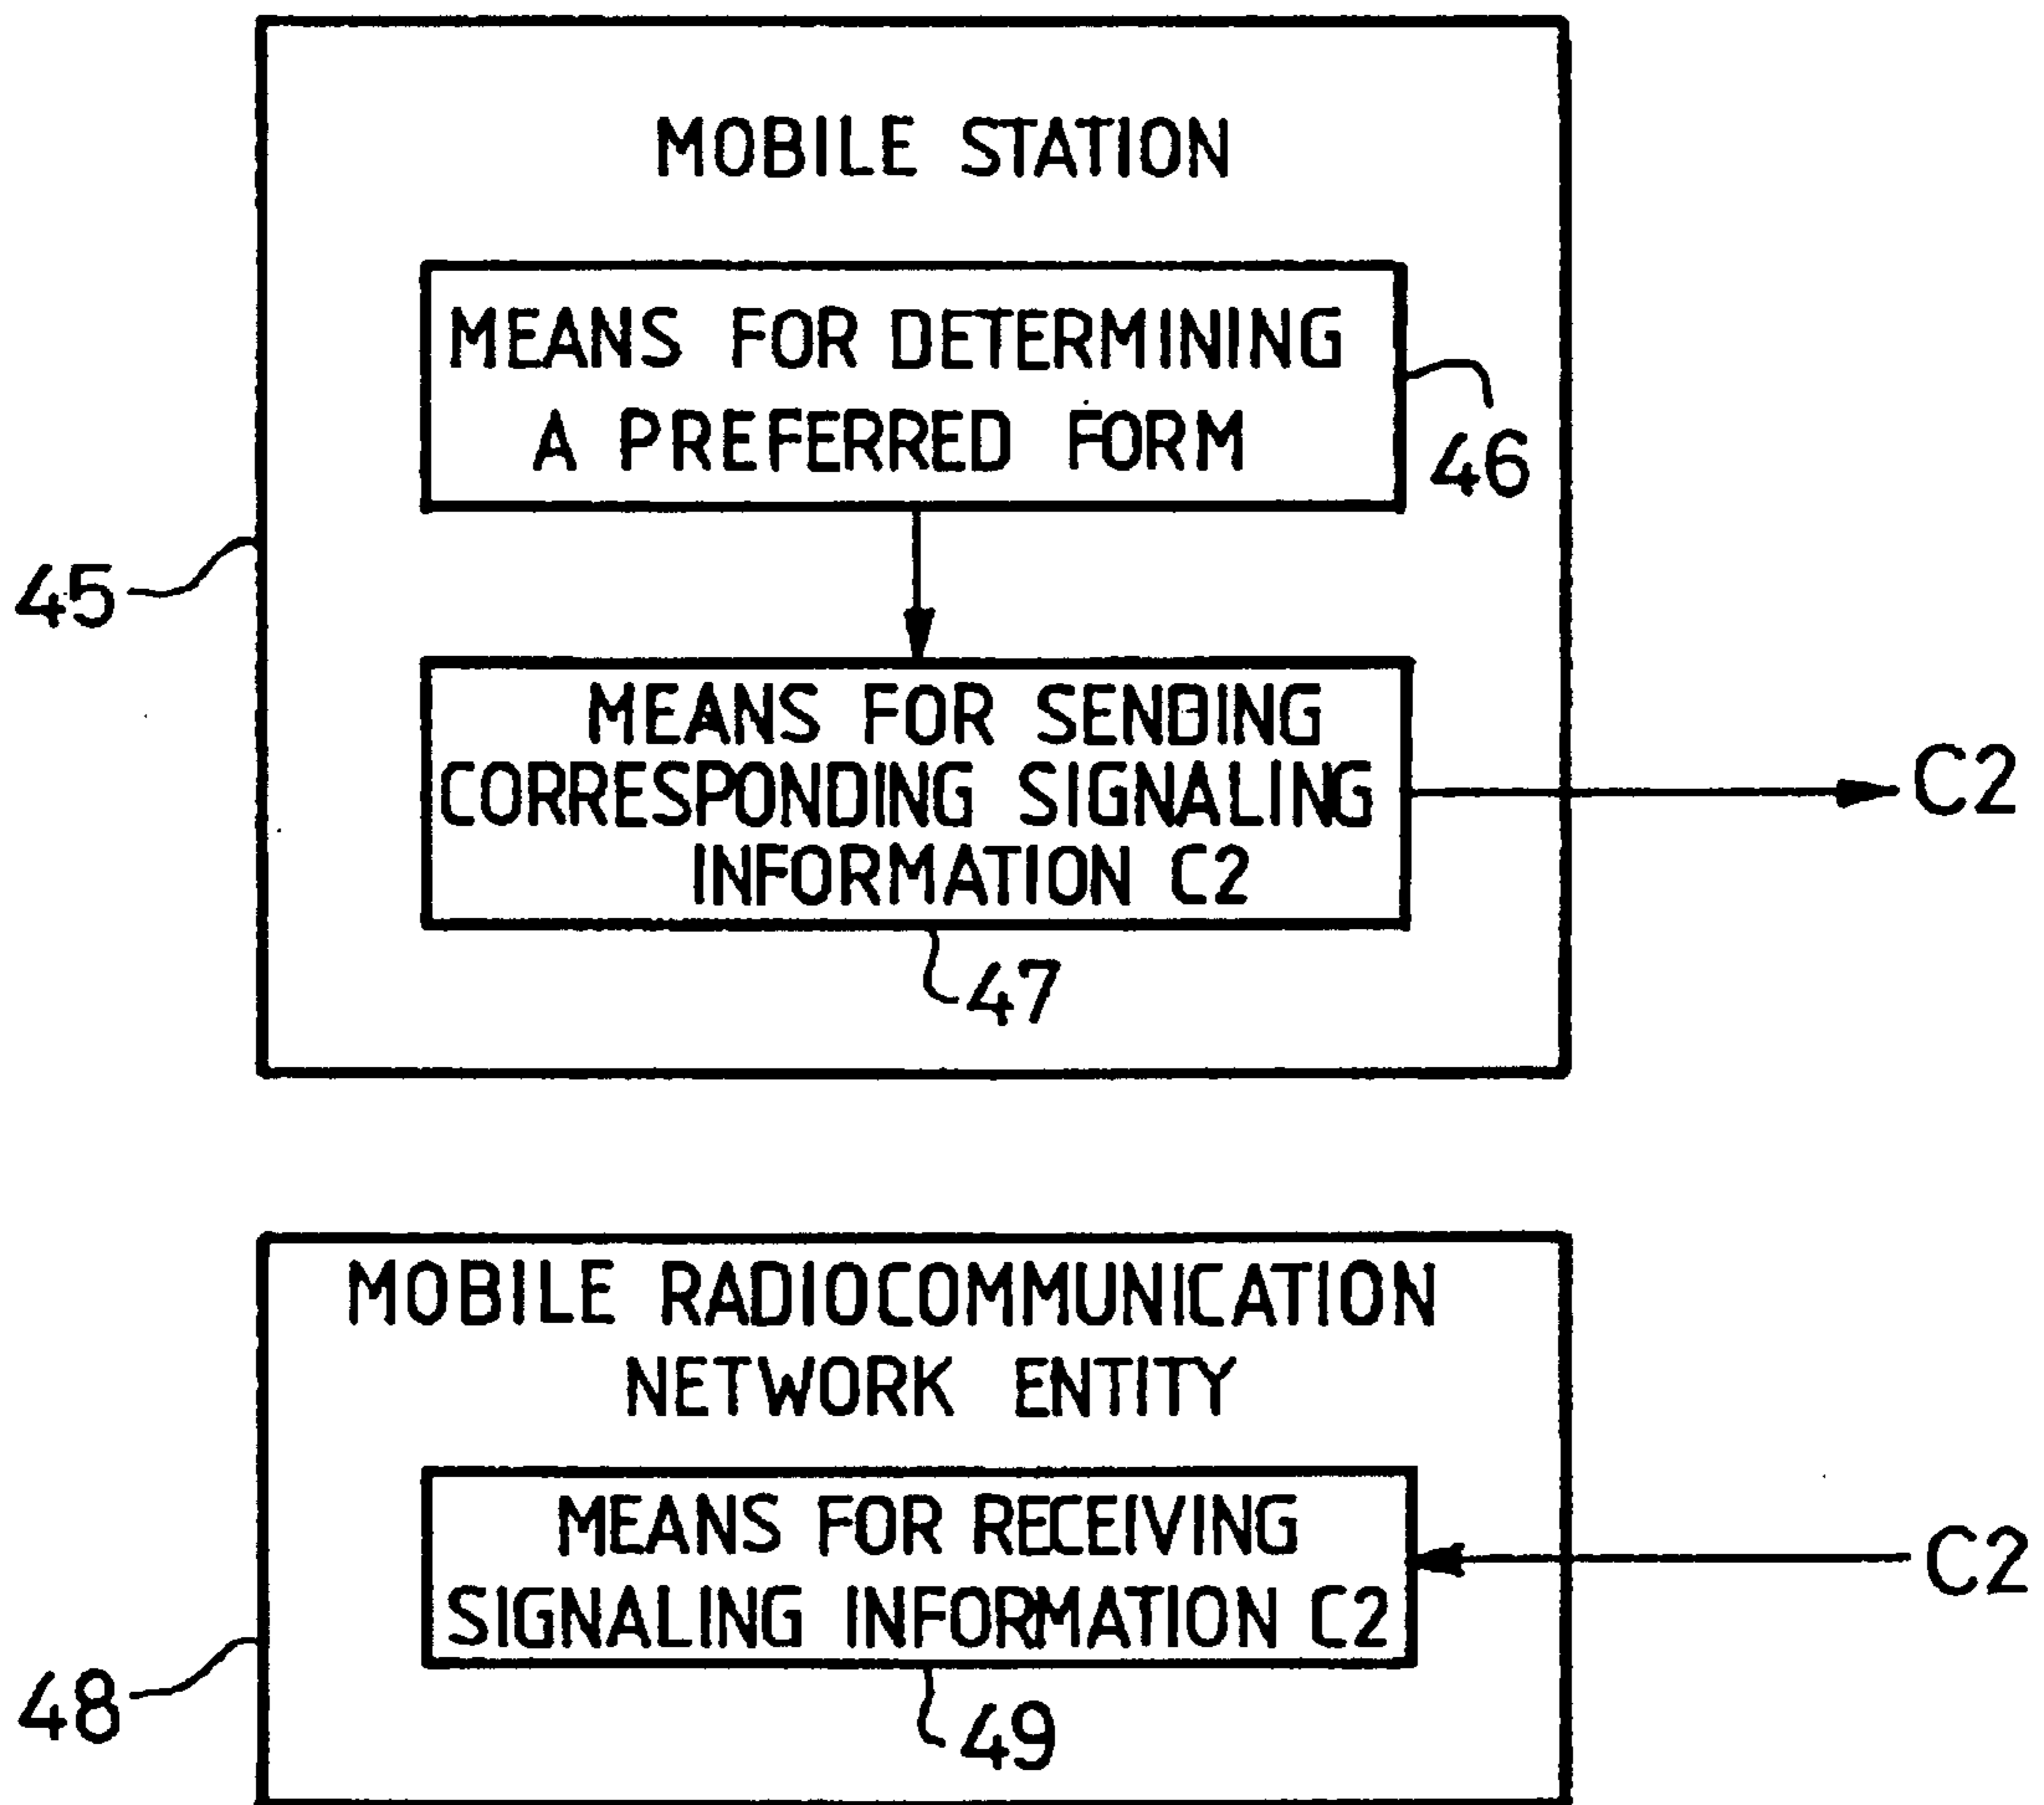 MOBILE STATION
MEANS FOR DETERMINING
A PREFERRED FORM
46
45
MEANS FOR SENDING
CORRESPONDING SIGNALING
INFORMATION C2
C2
47
MOBILE RADIOCOMMUNICATION
NETWORK ENTITY
MEANS FOR RECEIVING
SIGNALING INFORMATION C2
C2
48
49